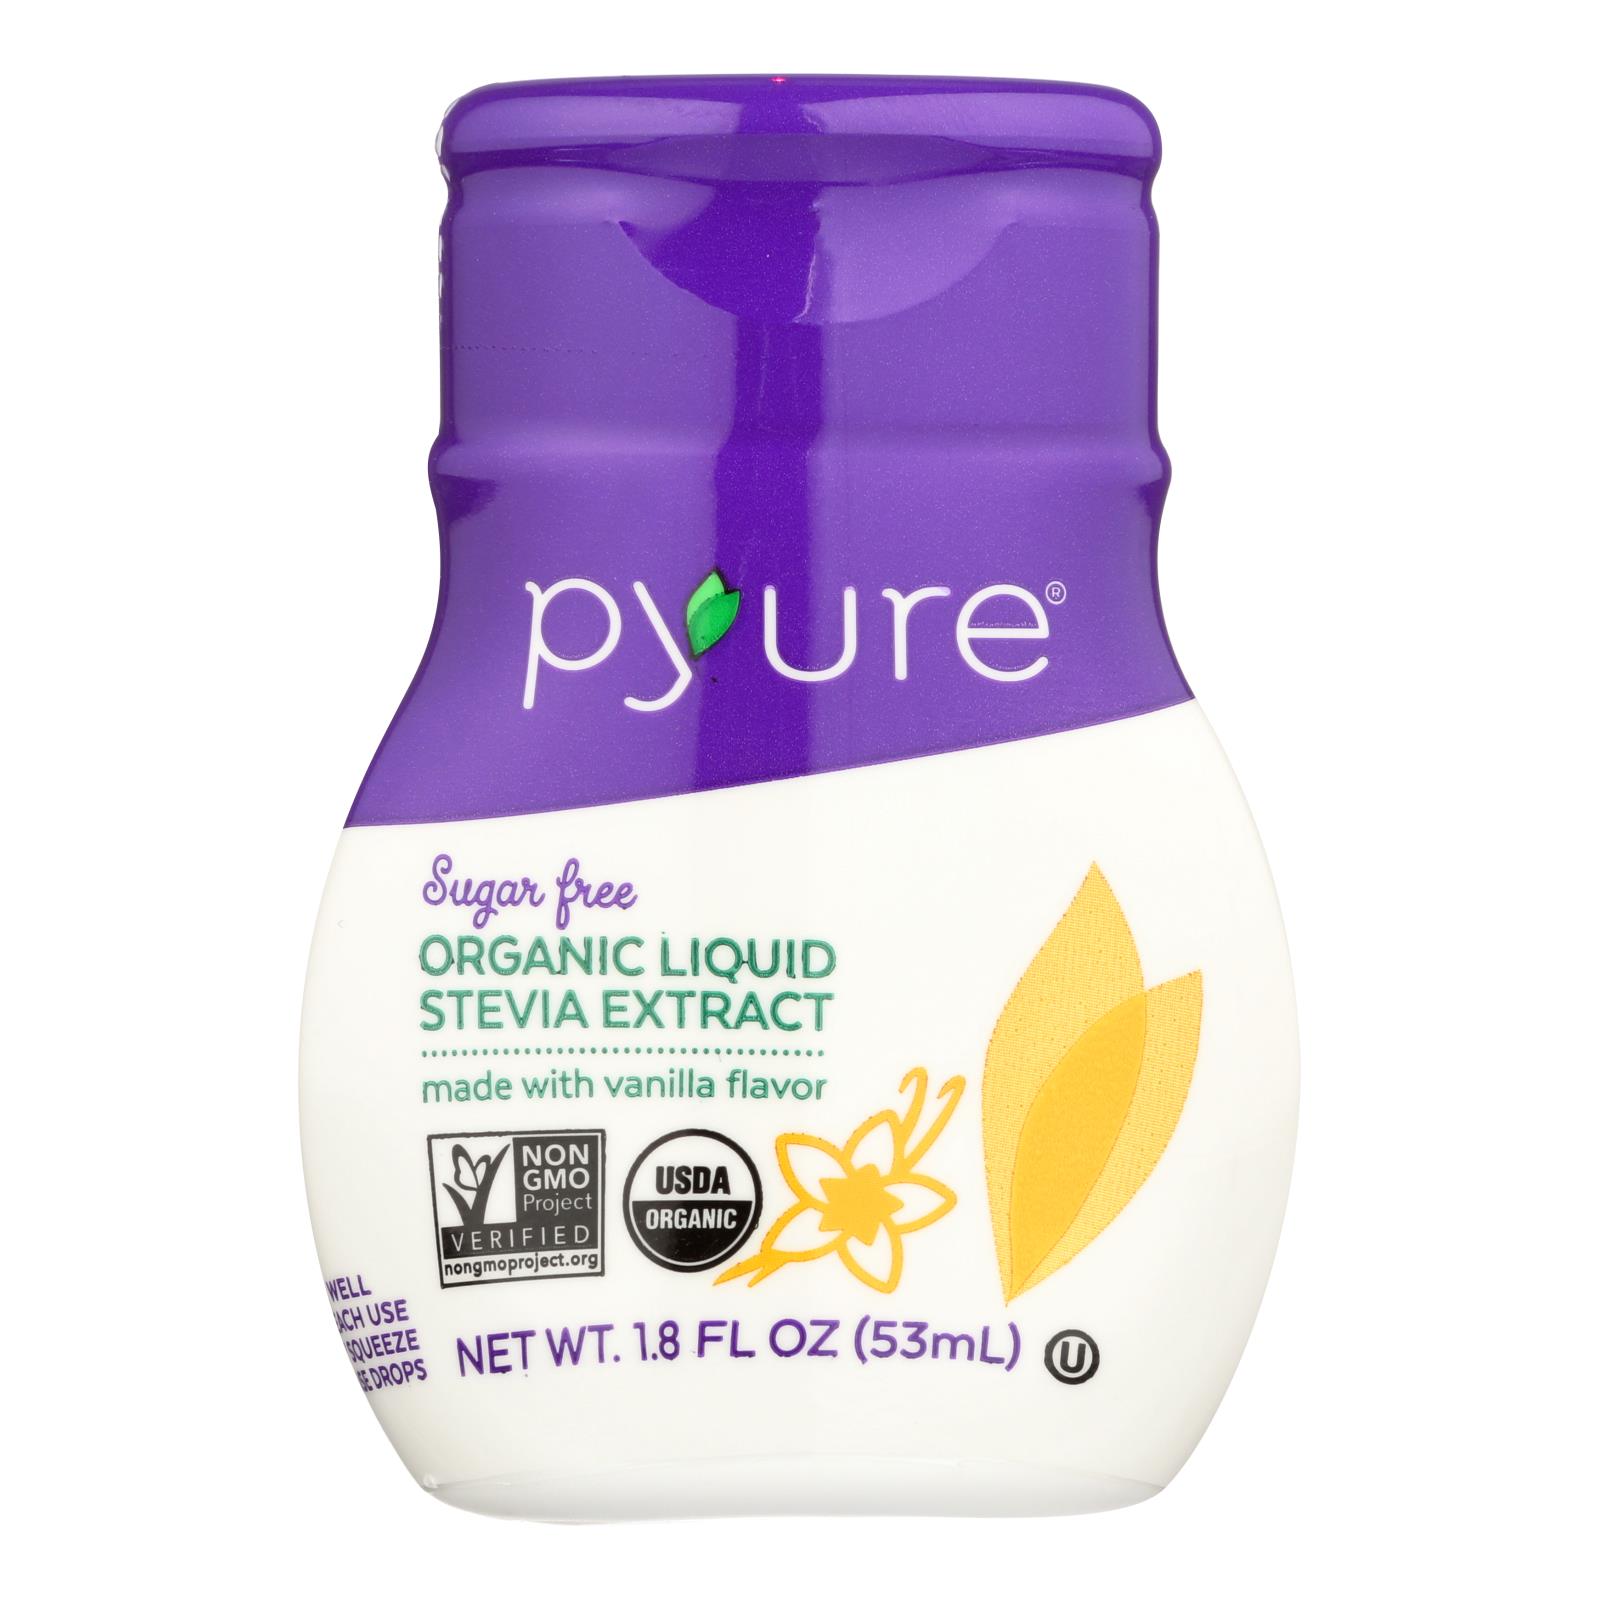 pyure®
Sugar free
ORGANIC LIQUID
STEVIA EXTRACT
made with vanilla flavor
NON
GMO
Project
VERIFIED
nongmoproject.org
USDA
ORGANIC
WELL
USE
SQUEEZE
DROPS
NET WT. 1.8 FL OZ (53mL)
U